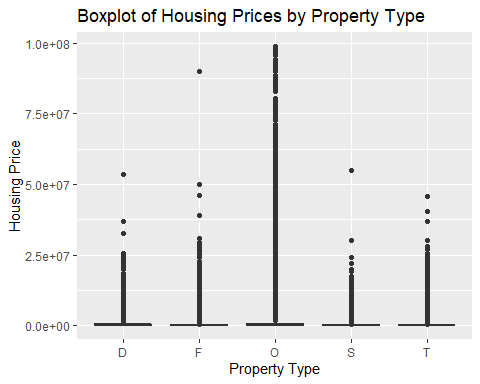 Boxplot of Housing Prices by Property Type
Housing Price
1.0e+08
7.5e+07
5.0e+07
2.5e+07
0.0e+00
D F O S T
Property Type